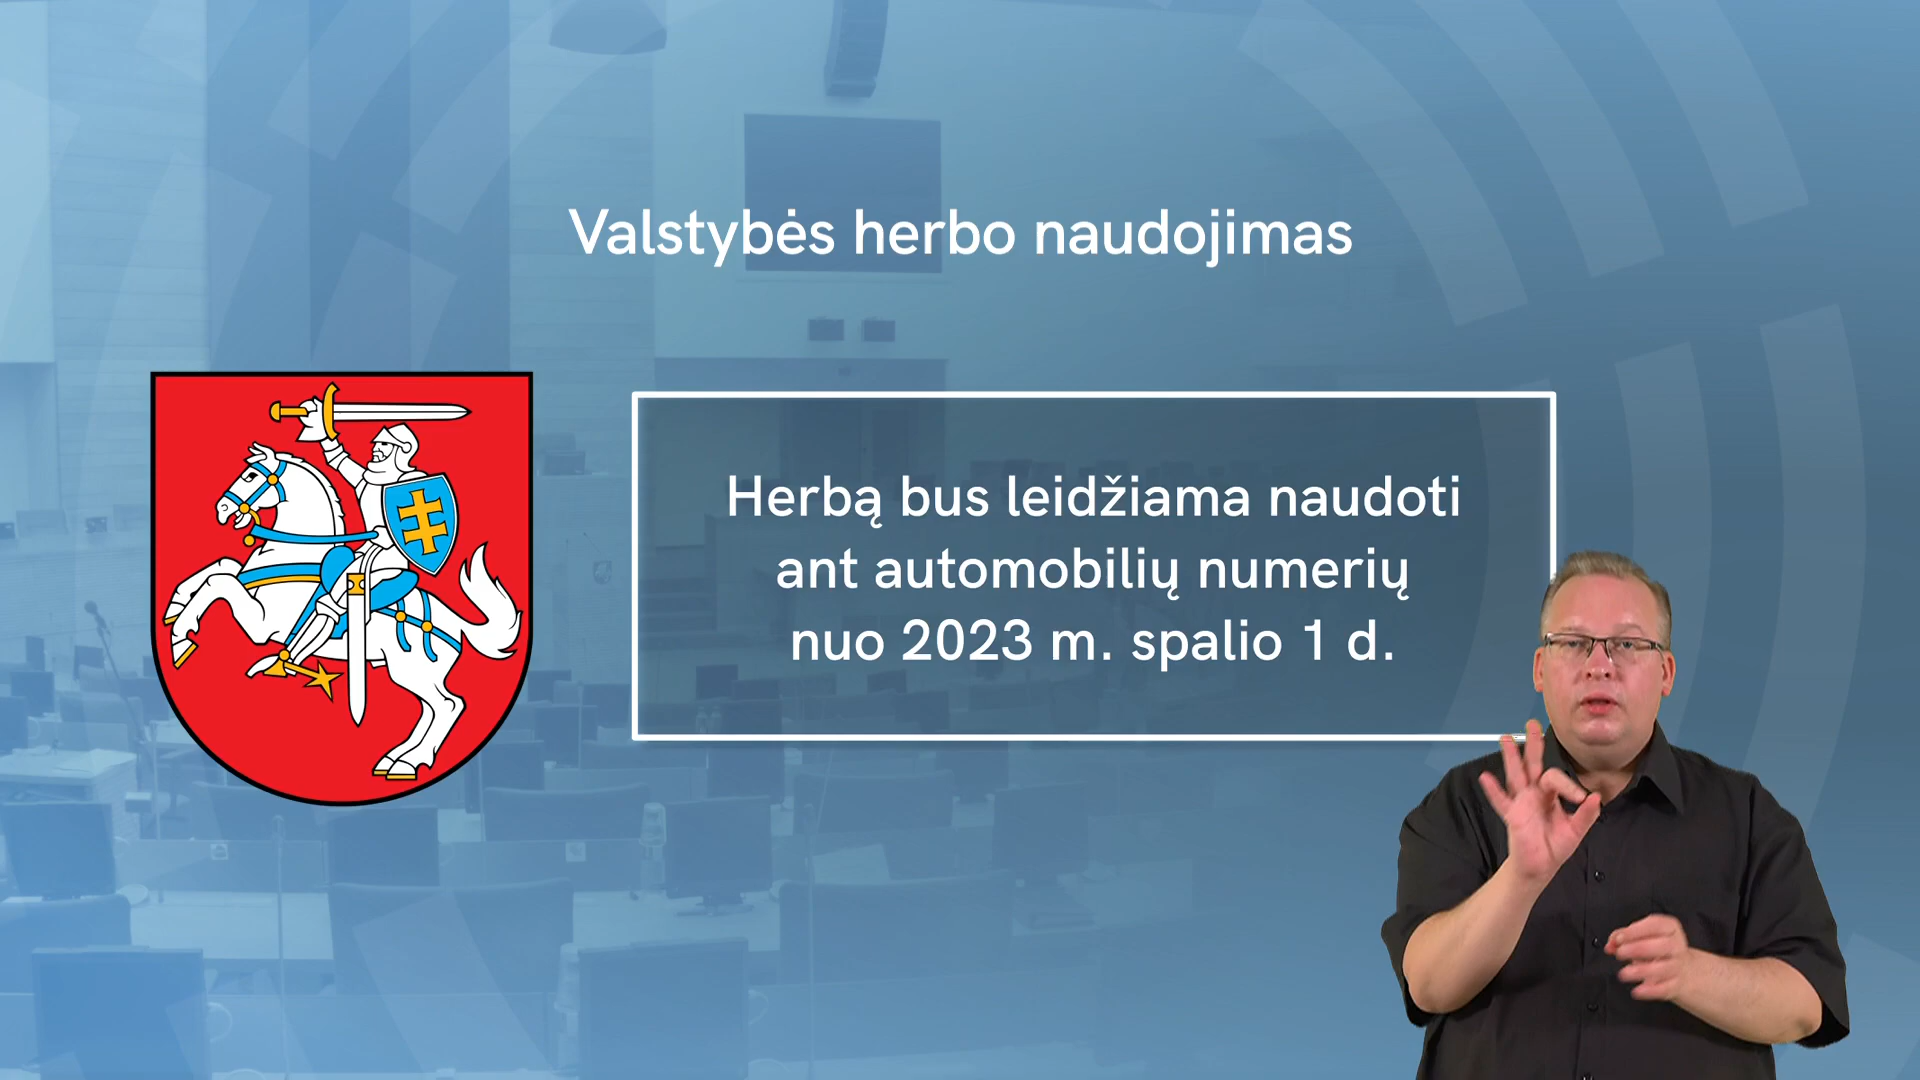 Valstybės herbo naudojimas
Herbą bus leidžiama naudoti
ant automobilių numerių
nuo 2023 m. spalio 1 d.